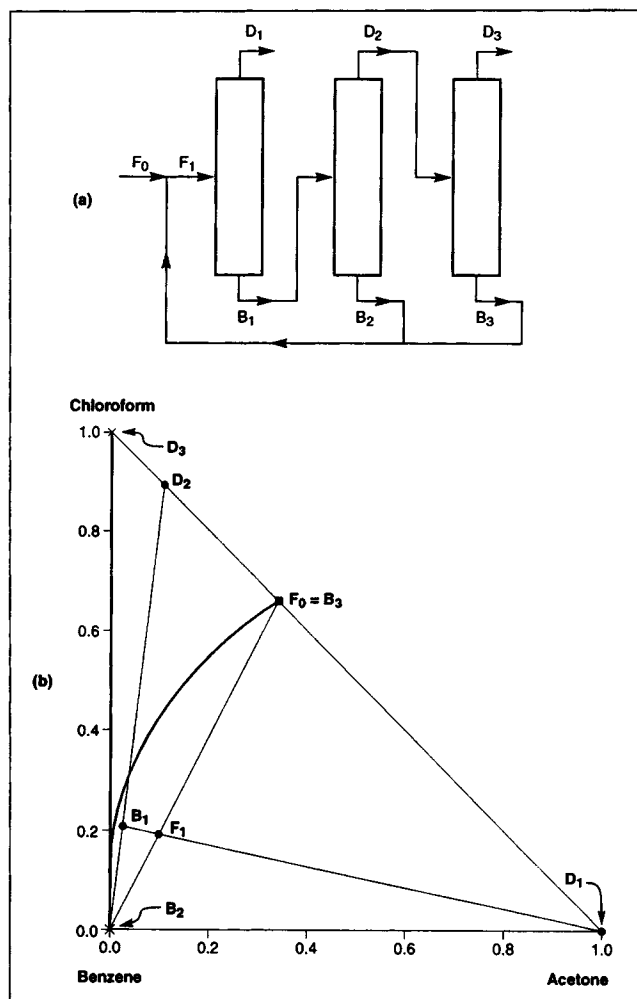 D1
D2
D3
F0
F1
(a)
B1
B2
B3
Chloroform
1.0
D3
D2
0.8
F0 = B3
0.6
(b)
0.4
0.2
B1
F1
D1
B2
0.0
0.0
0.2
0.4
0.6
0.8
1.0
Benzene
Acetone